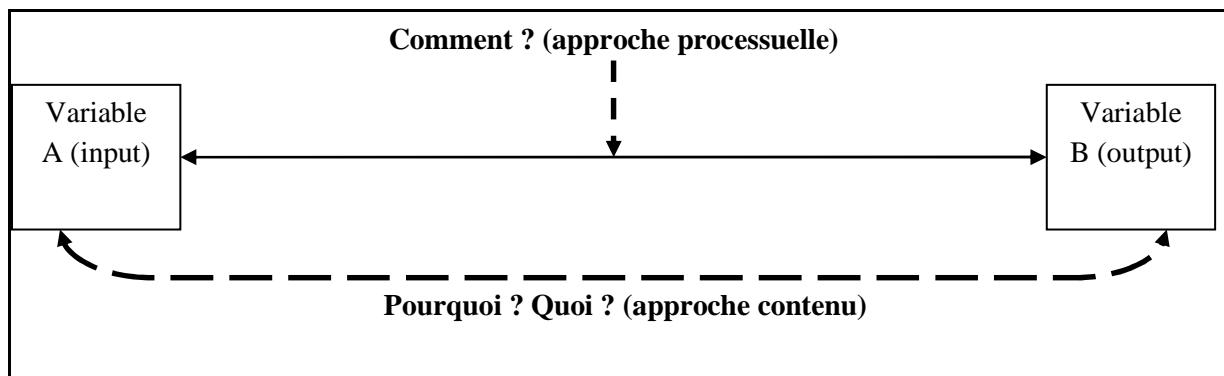 Comment ? (approche processuelle)
Variable
A (input)
Variable
B (output)
Pourquoi ? Quoi ? (approche contenu)